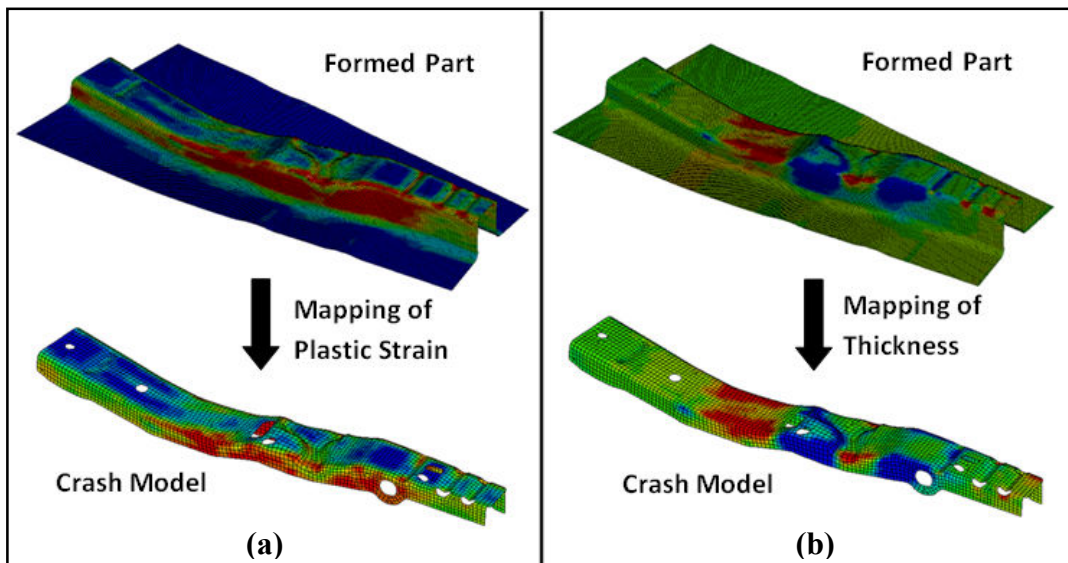 Formed Part
Mapping of
Plastic Strain
Crash Model
(a)
Formed Part
Mapping of
Thickness
Crash Model
(b)